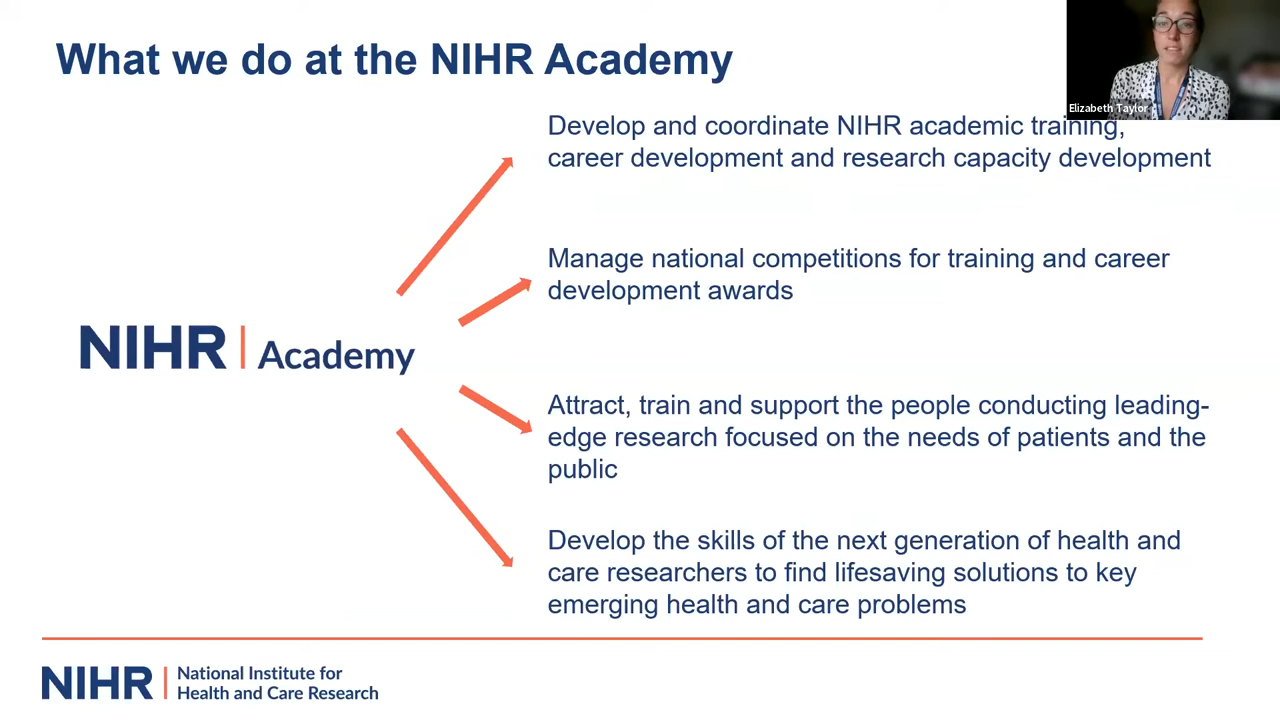 What we do at the NIHR Academy
Elizabeth Taylor
Develop and coordinate NIHR academic training,
career development and research capacity development
Manage national competitions for training and career
development awards
NIHR | Academy
Attract, train and support the people conducting leading-
edge research focused on the needs of patients and the
public
Develop the skills of the next generation of health and
care researchers to find lifesaving solutions to key
emerging health and care problems
NIHR | National Institute for
Health and Care Research